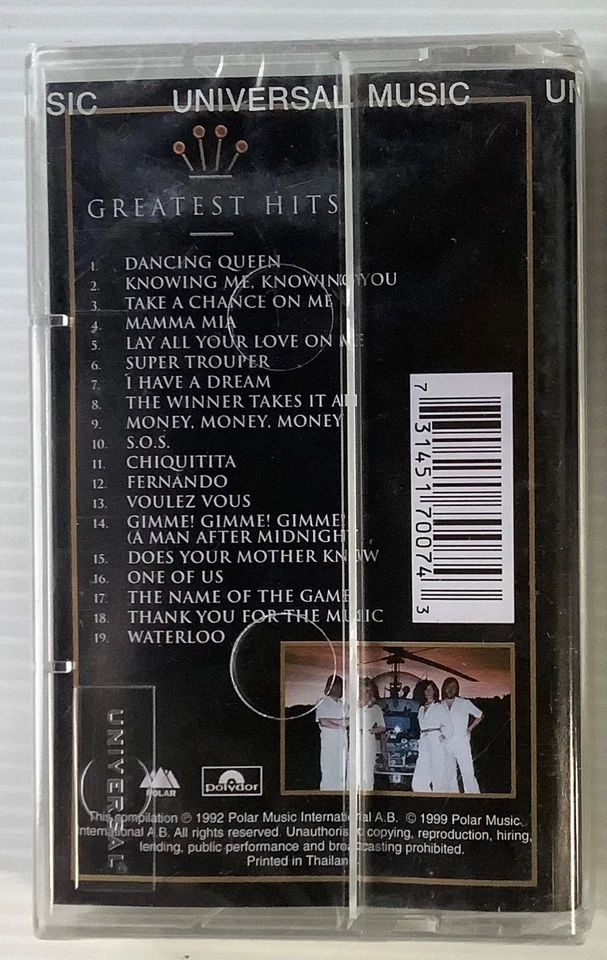 SIC UNIVERSAL MUSIC UN
GREATEST HITS
1. DANCING QUEEN
2. KNOWING ME, KNOWING YOU
3. TAKE A CHANCE ON ME
4. MAMMA MIA
5. LAY ALL YOUR LOVE ON ME
6. SUPER TROUPER
7. I HAVE A DREAM
8. THE WINNER TAKES IT ALL
9. MONEY, MONEY, MONEY
10. S.O.S.
11. CHIQUITITA
12. FERNANDO
13. VOULEZ VOUS
14. GIMME! GIMME! GIMME!
(A MAN AFTER MIDNIGHT)
15. DOES YOUR MOTHER KNOW
16. ONE OF US
17. THE NAME OF THE GAME
18. THANK YOU FOR THE MUSIC
19. WATERLOO
7 31451 70074 3
UNIVERSAL
POLAR
polydor
This compilation ℗ 1992 Polar Music International A.B. © 1999 Polar Music
International A.B. All rights reserved. Unauthorised copying, reproduction, hiring,
lending, public performance and broadcasting prohibited.
Printed in Thailand